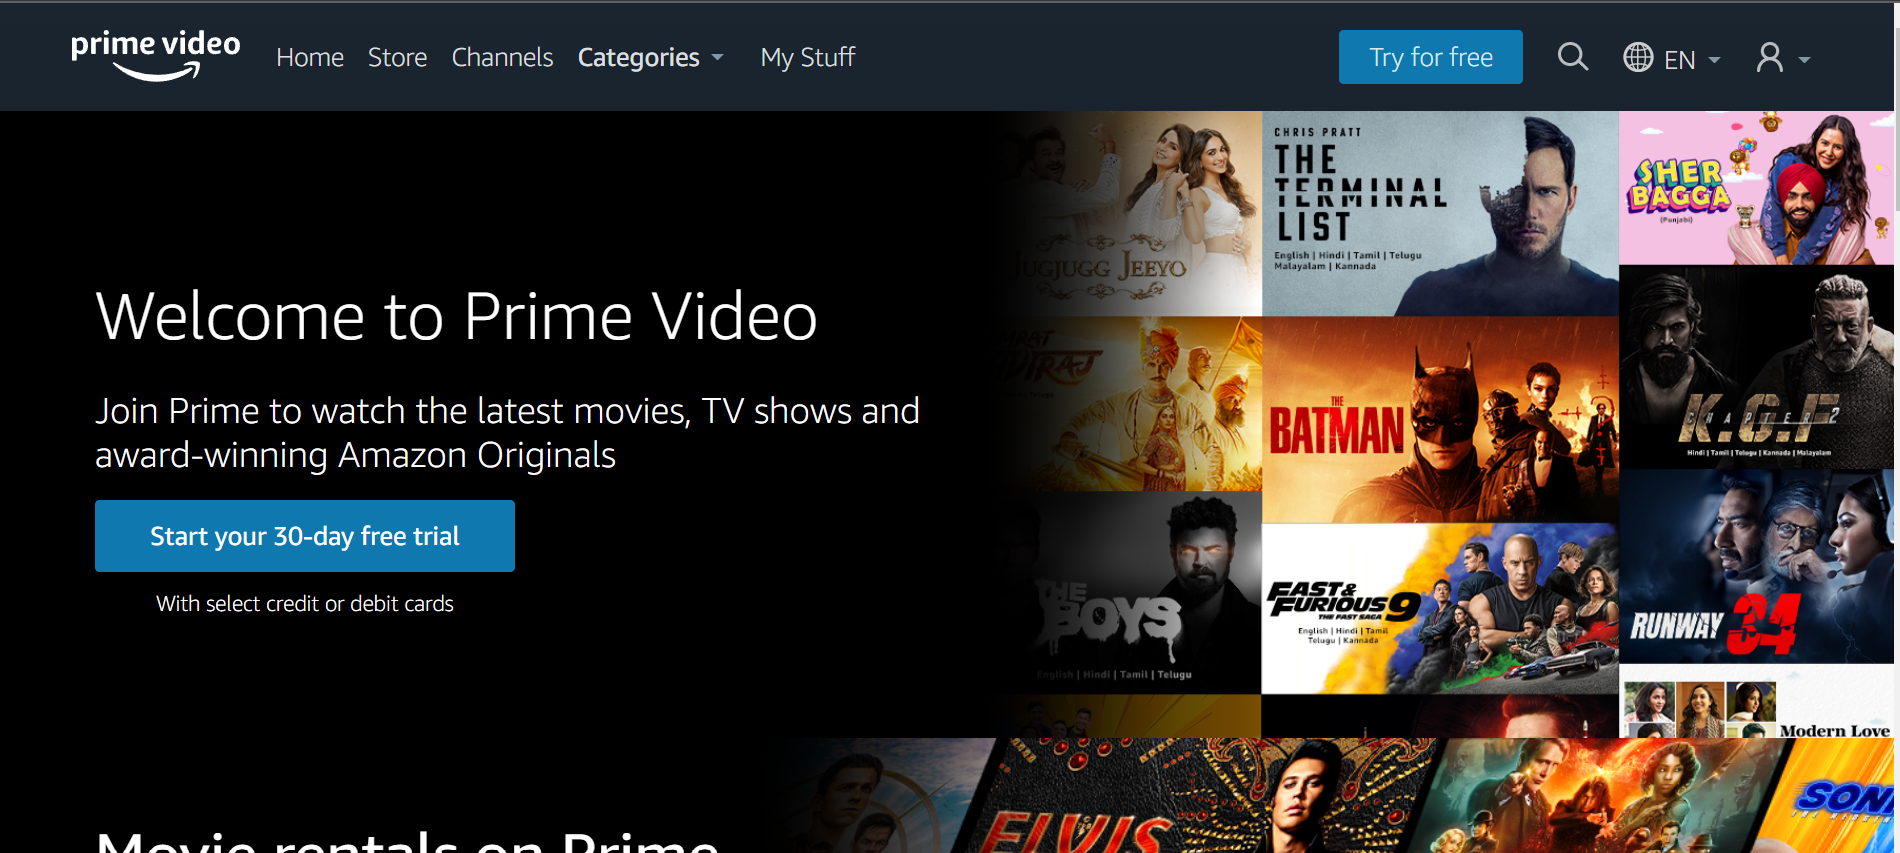 prime video
Home
Store
Channels
Categories
My Stuff
Try for free
EN
Welcome to Prime Video
Join Prime to watch the latest movies, TV shows and
award-winning Amazon Originals
Start your 30-day free trial
With select credit or debit cards
JUGJUGG JEEYO
CHRIS PRATT
THE
TERMINAL
LIST
English | Hindi | Tamil | Telugu
Malayalam | Kannada
SHER
BAGGA
(Punjabi)
THE
BATMAN
K.G.F
CHAPTER 2
Hindi | Tamil | Telugu | Kannada | Malayalam
THE
BOYS
English | Hindi | Tamil | Telugu
FAST &
FURIOUS 9
THE FAST SAGA
English | Hindi | Tamil
Telugu | Kannada
RUNWAY 34
Modern Love
ELVIS
SON
Movie rentals on Prime